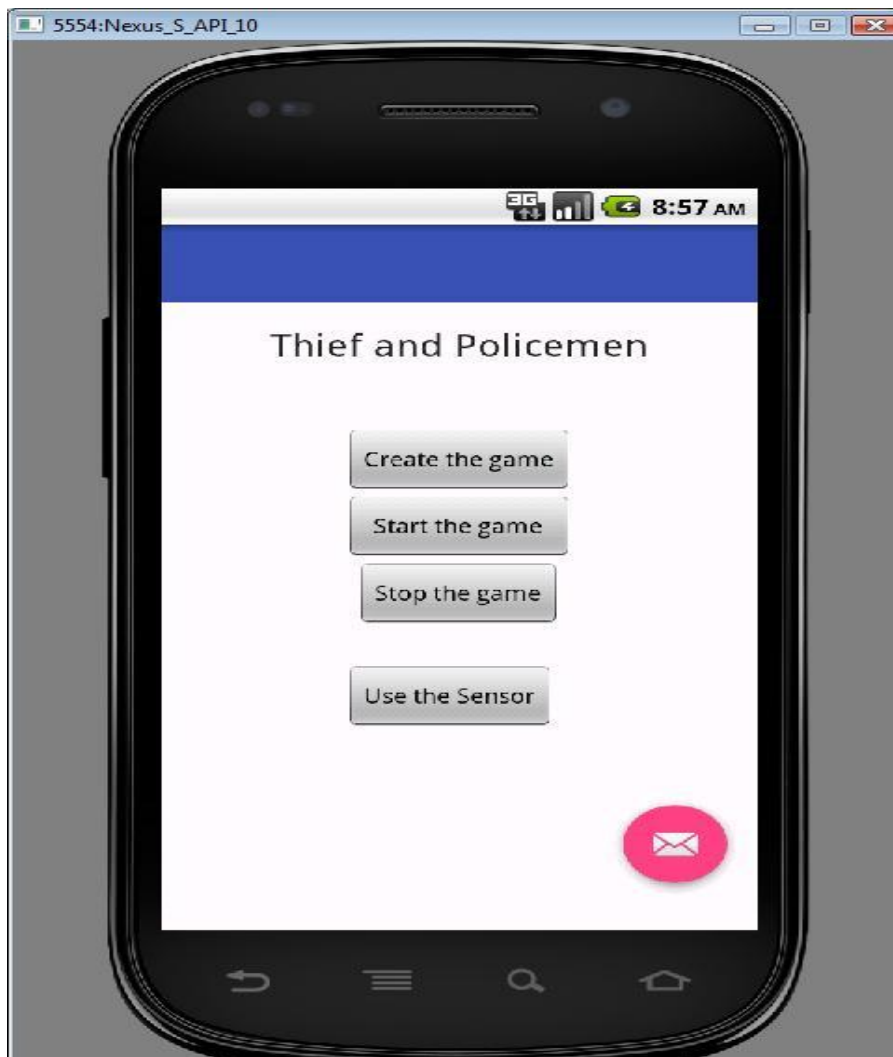 5554:Nexus_S_API_10
3G 8:57 AM
Thief and Policemen
Create the game
Start the game
Stop the game
Use the Sensor